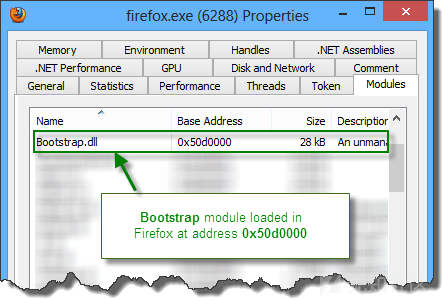 firefox.exe (6288) Properties
Memory Environment Handles .NET Assemblies
.NET Performance GPU Disk and Network Comment
General Statistics Performance Threads Token Modules
Name Base Address Size Description
Bootstrap.dll 0x50d0000 28 kB An unmana
Bootstrap module loaded in
Firefox at address 0x50d0000